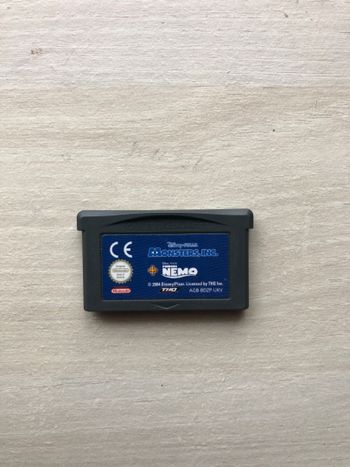 Disney·PIXAR
MONSTERS, INC.
CE
FINDING
NEMO
© 2004 Disney/Pixar. Licensed by THQ Inc.
Nintendo
THQ
AGB-BDZP-UKV